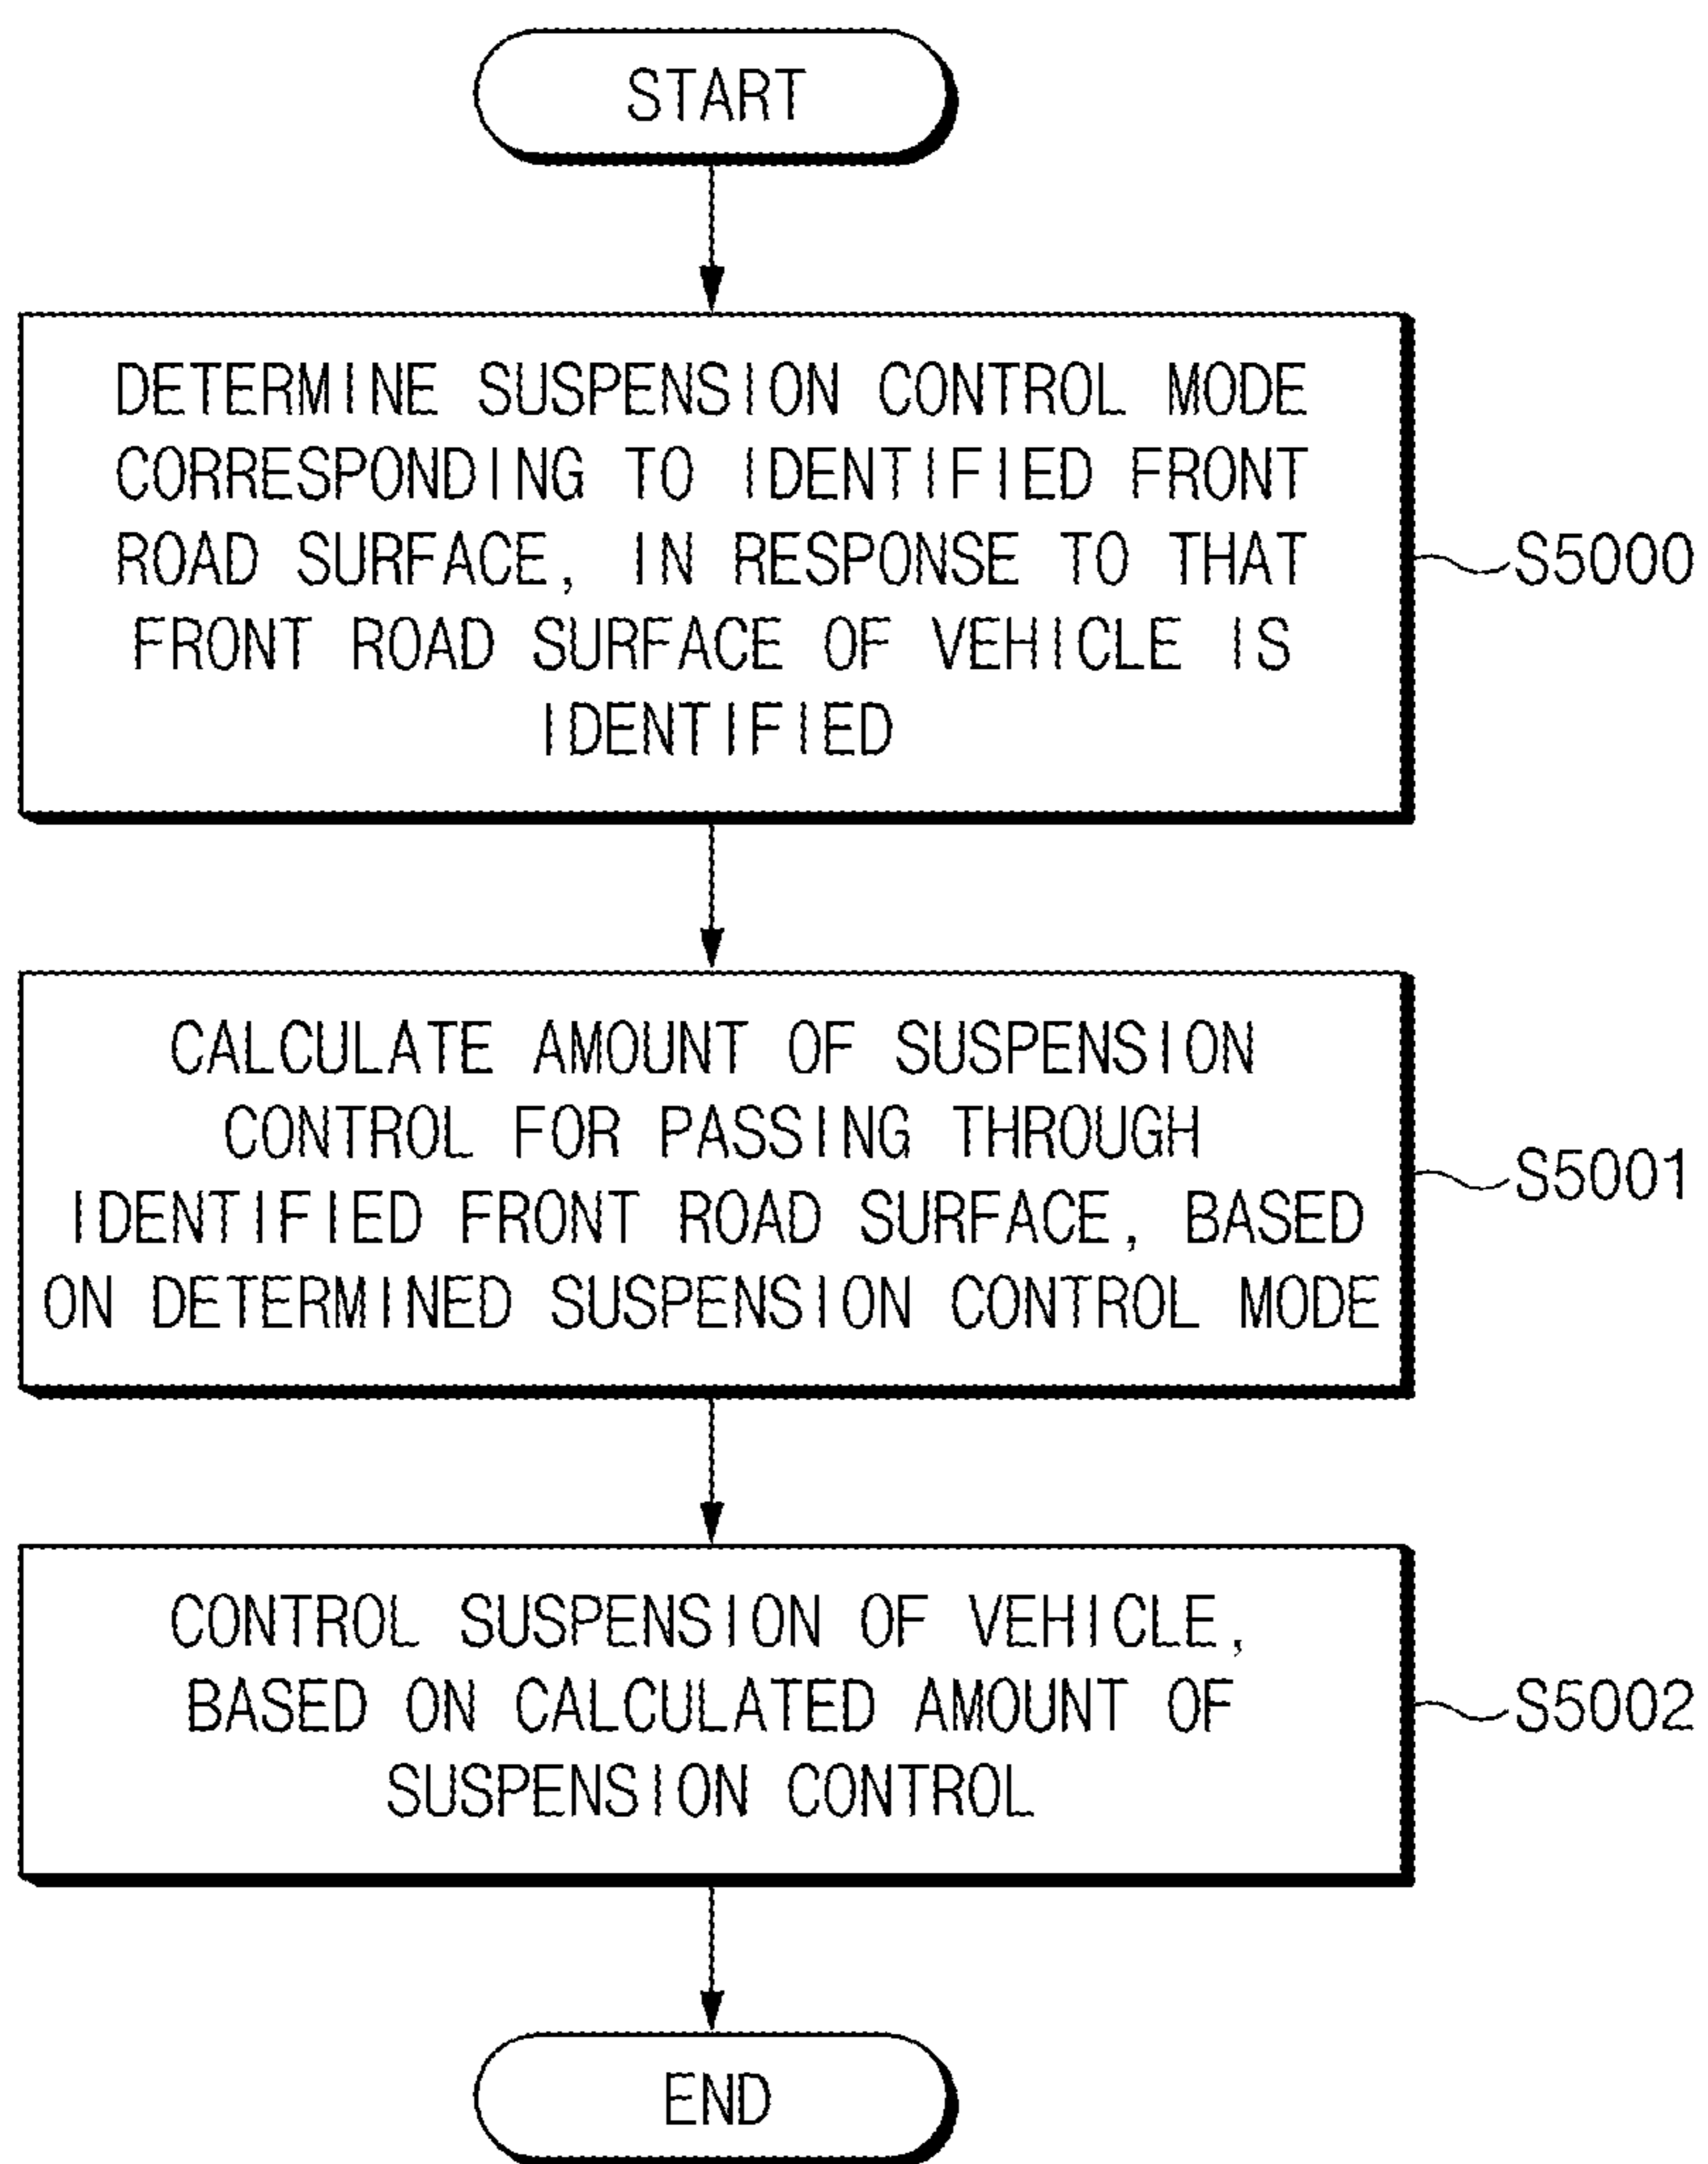 START
DETERMINE SUSPENSION CONTROL MODE
CORRESPONDING TO IDENTIFIED FRONT
ROAD SURFACE, IN RESPONSE TO THAT
FRONT ROAD SURFACE OF VEHICLE IS
IDENTIFIED
S5000
CALCULATE AMOUNT OF SUSPENSION
CONTROL FOR PASSING THROUGH
IDENTIFIED FRONT ROAD SURFACE, BASED
ON DETERMINED SUSPENSION CONTROL MODE
S5001
CONTROL SUSPENSION OF VEHICLE,
BASED ON CALCULATED AMOUNT OF
SUSPENSION CONTROL
S5002
END